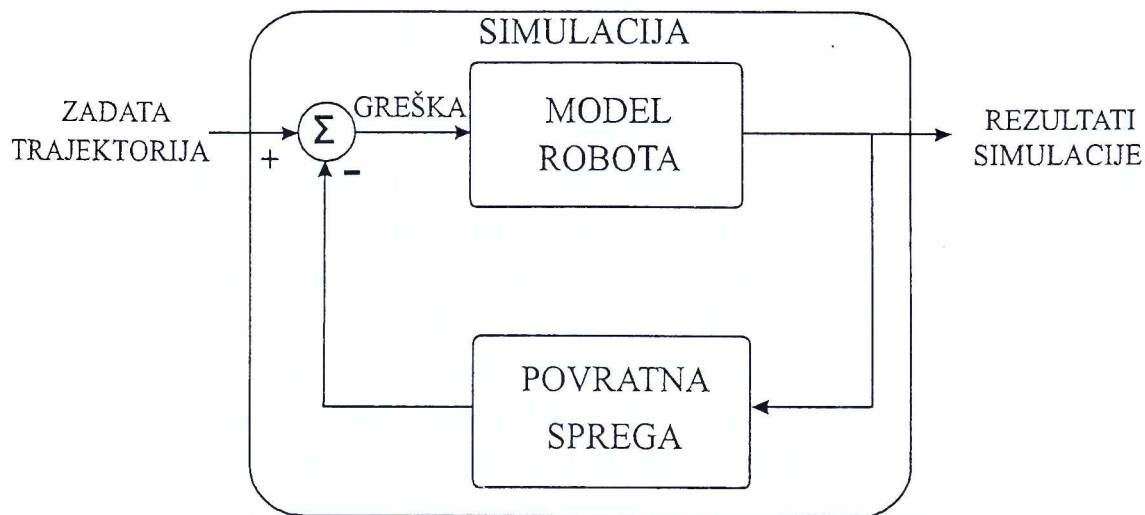 SIMULACIJA
ZADATA
TRAJEKTORIJA
+
Σ
-
GREŠKA
MODEL
ROBOTA
REZULTATI
SIMULACIJE
POVRATNA
SPREGA